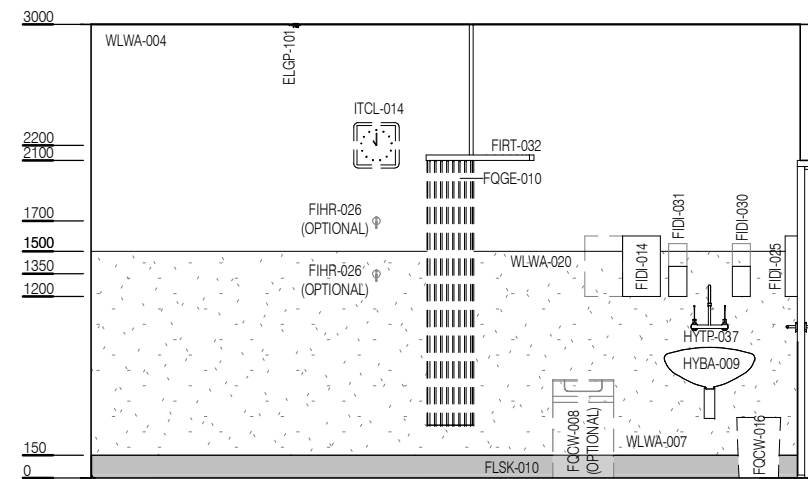 3000
WLWA-004
ELGP-101
ITCL-014
2200
2100
FIRT-032
FQGE-010
1700
FIHR-026
(OPTIONAL)
FIDI-031
FIDI-030
1500
WLWA-020
FIDI-014
FIDI-025
1350
FIHR-026
(OPTIONAL)
1200
HYTP-037
HYBA-009
FQCW-008
(OPTIONAL)
WLWA-007
FQCW-016
150
FLSK-010
0